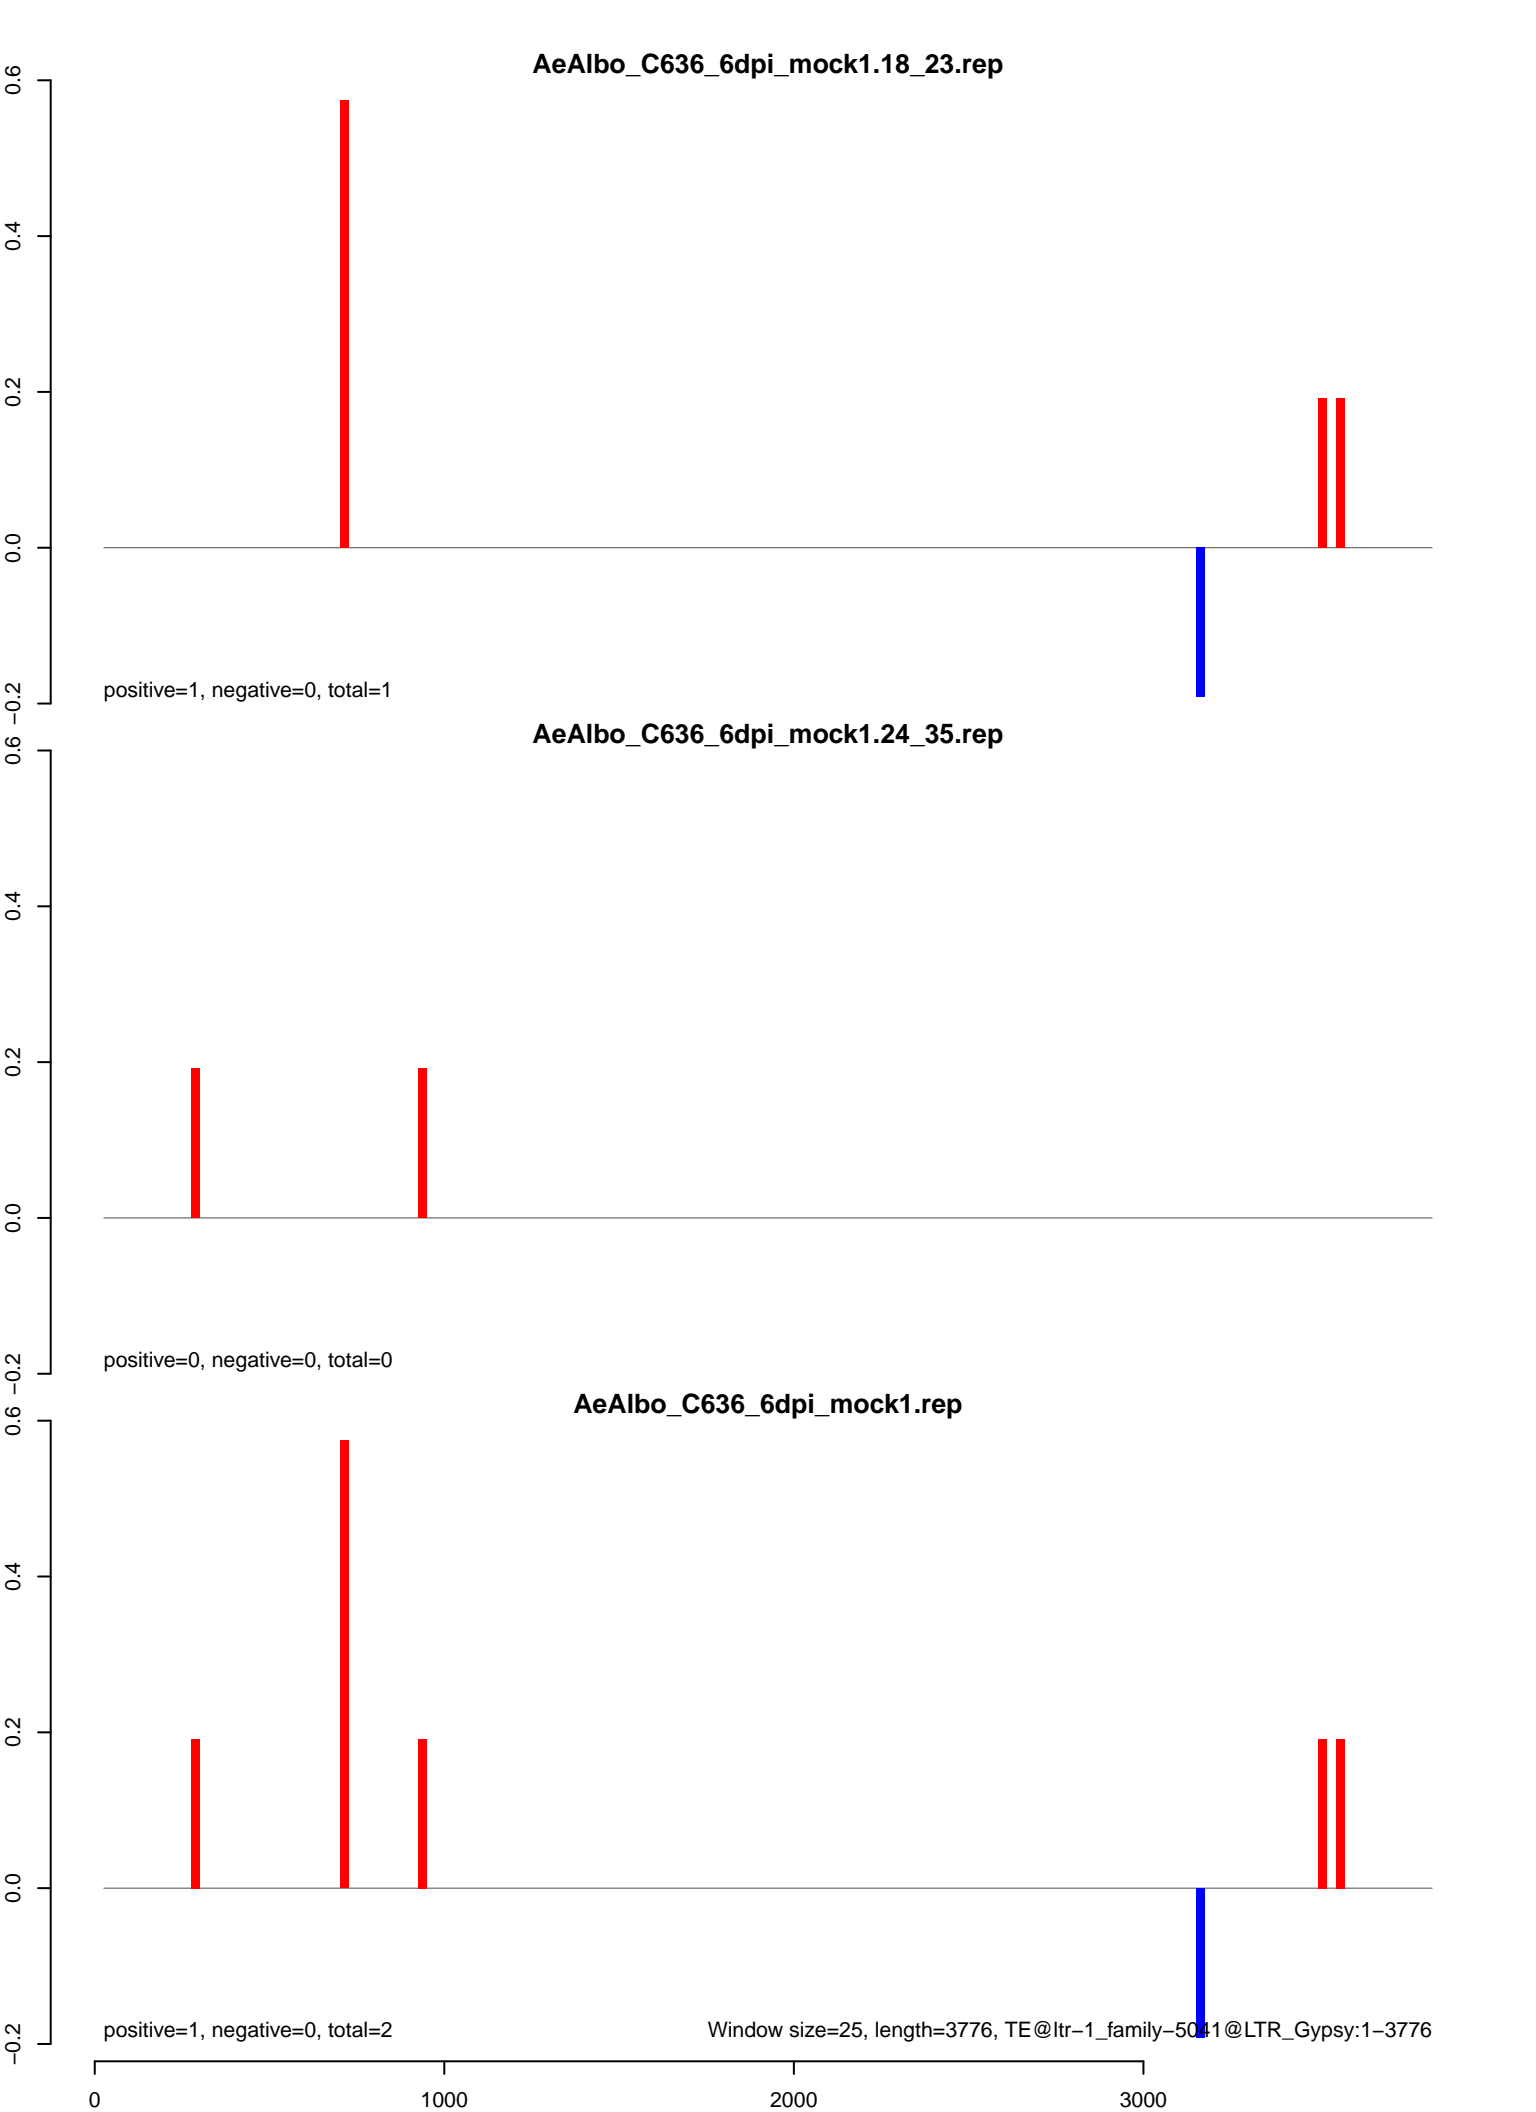 AeAlbo_C636_6dpi_mock1.18_23.rep
0.6
0.4
0.2
0.0
−0.2
positive=1, negative=0, total=1
AeAlbo_C636_6dpi_mock1.24_35.rep
0.6
0.4
0.2
0.0
−0.2
positive=0, negative=0, total=0
AeAlbo_C636_6dpi_mock1.rep
0.6
0.4
0.2
0.0
−0.2
positive=1, negative=0, total=2
Window size=25, length=3776, TE@ltr−1_family−5041@LTR_Gypsy:1−3776
0 1000 2000 3000